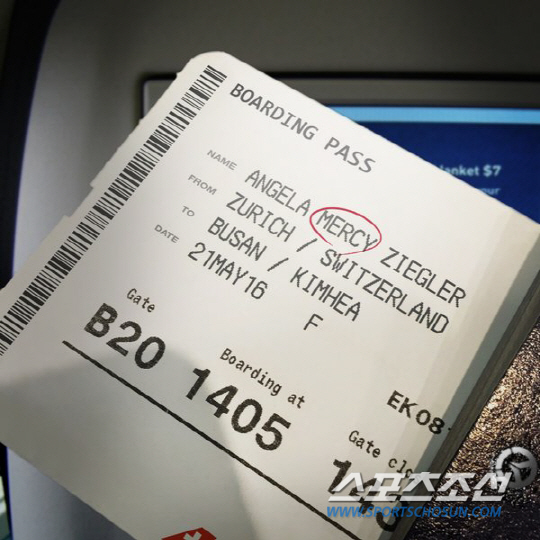 BOARDING PASS
NAME ANGELA MERCY ZIEGLER
FROM ZURICH / SWITZERLAND
TO BUSAN / KIMHEA
DATE 21MAY16 F
Gate Boarding at Gate
B20 1405
EK08
lanket $7
your
스포츠조선
WWW.SPORTSCHOSUN.COM